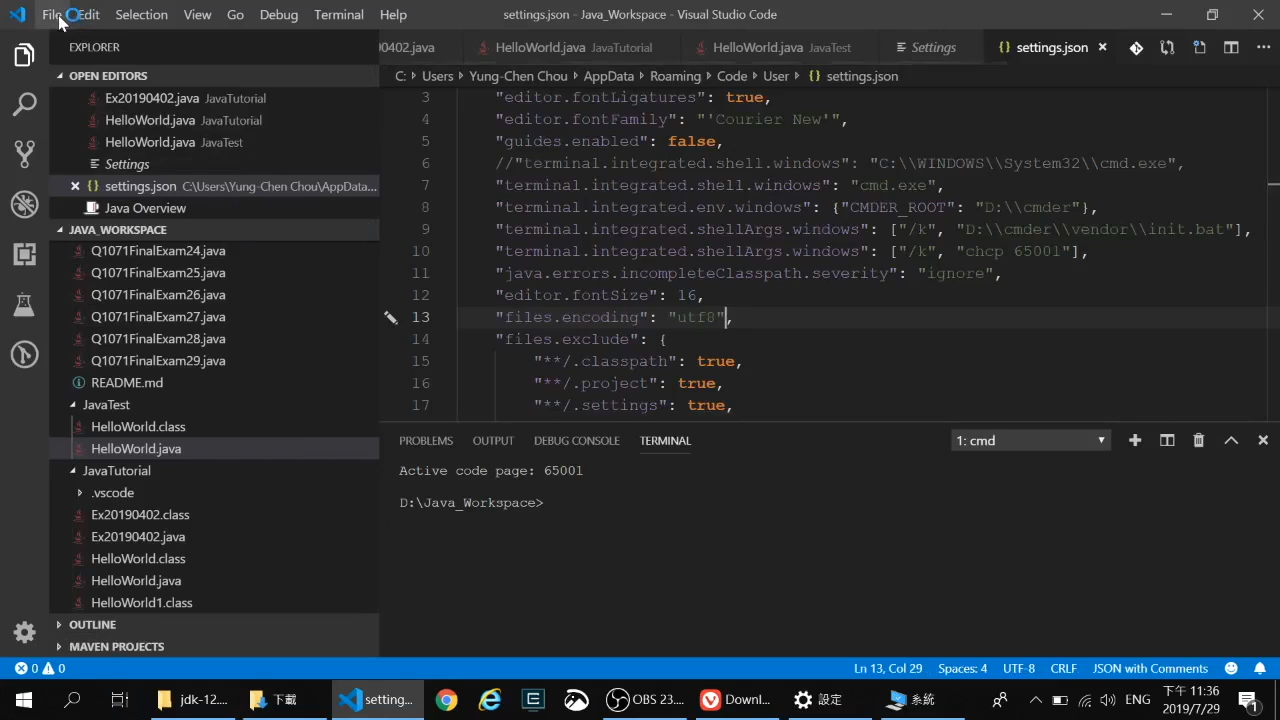 File Edit Selection View Go Debug Terminal Help settings.json - Java_Workspace - Visual Studio Code
EXPLORER
OPEN EDITORS
Ex20190402.java JavaTutorial
HelloWorld.java JavaTutorial
HelloWorld.java JavaTest
Settings
settings.json C:\Users\Yung-Chen Chou\AppData...
Java Overview
JAVA_WORKSPACE
Q1071FinalExam24.java
Q1071FinalExam25.java
Q1071FinalExam26.java
Q1071FinalExam27.java
Q1071FinalExam28.java
Q1071FinalExam29.java
README.md
JavaTest
HelloWorld.class
HelloWorld.java
JavaTutorial
.vscode
Ex20190402.class
Ex20190402.java
HelloWorld.class
HelloWorld.java
HelloWorld1.class
OUTLINE
MAVEN PROJECTS
0402.java HelloWorld.java JavaTutorial HelloWorld.java JavaTest Settings {} settings.json
C: › Users › Yung-Chen Chou › AppData › Roaming › Code › User › {} settings.json
3 "editor.fontLigatures": true,
4 "editor.fontFamily": "'Courier New'",
5 "guides.enabled": false,
6 //"terminal.integrated.shell.windows": "C:\\WINDOWS\\System32\\cmd.exe",
7 "terminal.integrated.shell.windows": "cmd.exe",
8 "terminal.integrated.env.windows": {"CMDER_ROOT": "D:\\cmder"},
9 "terminal.integrated.shellArgs.windows": ["/k", "D:\\cmder\\vendor\\init.bat"],
10 "terminal.integrated.shellArgs.windows": ["/k", "chcp 65001"],
11 "java.errors.incompleteClasspath.severity": "ignore",
12 "editor.fontSize": 16,
13 "files.encoding": "utf8",
14 "files.exclude": {
15 "**/.classpath": true,
16 "**/.project": true,
17 "**/.settings": true,
PROBLEMS OUTPUT DEBUG CONSOLE TERMINAL 1: cmd
Active code page: 65001
D:\Java_Workspace>
0 0 Ln 13, Col 29 Spaces: 4 UTF-8 CRLF JSON with Comments
jdk-12.... 下載 setting... OBS 23.... Downl... 設定 系統 ENG 下午 11:36
2019/7/29 1